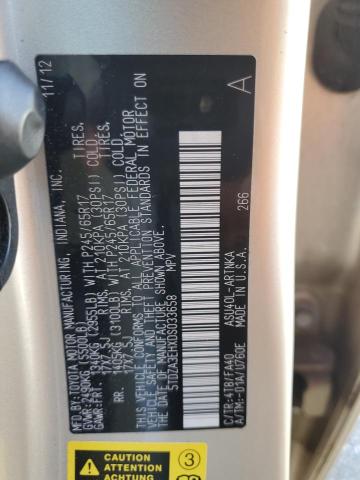 MFD. BY:TOYOTA MOTOR MANUFACTURING, INDIANA, INC. 11/12
GVWR:2490KG (5500LB)
GAWR:FRT. 1340KG (2955LB) WITH P245/65R17 TIRES,
17X7.5J RIMS, AT 210KPA (30PSI) COLD
RR. 1495KG (3100LB) WITH P245/65R17 TIRES,
17X7.5J RIMS, AT 210KPA (30PSI) COLD
THIS VEHICLE CONFORMS TO ALL APPLICABLE FEDERAL MOTOR
VEHICLE SAFETY AND THEFT PREVENTION STANDARDS IN EFFECT ON
THE DATE OF MANUFACTURE SHOWN ABOVE.
5TDZA3EHXDS033658 MPV
A
266
C/TR:4T8/FA40 ASU40L-ARTNKA
A/TM:-01A/U760E MADE IN U.S.A.
CAUTION
ATTENTION
ACHTUNG
3